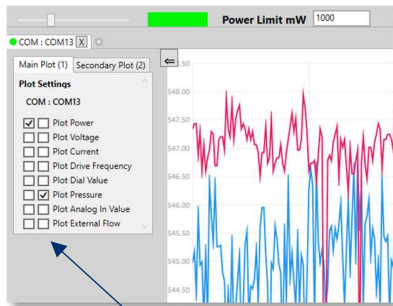 Power Limit mW 1000
COM : COM13 X
Main Plot (1) Secondary Plot (2)
Plot Settings
COM : COM13
Plot Power
Plot Voltage
Plot Current
Plot Drive Frequency
Plot Dial Value
Plot Pressure
Plot Analog In Value
Plot External Flow
548.00
547.50
547.00
546.50
546.00
545.50
545.00
544.50